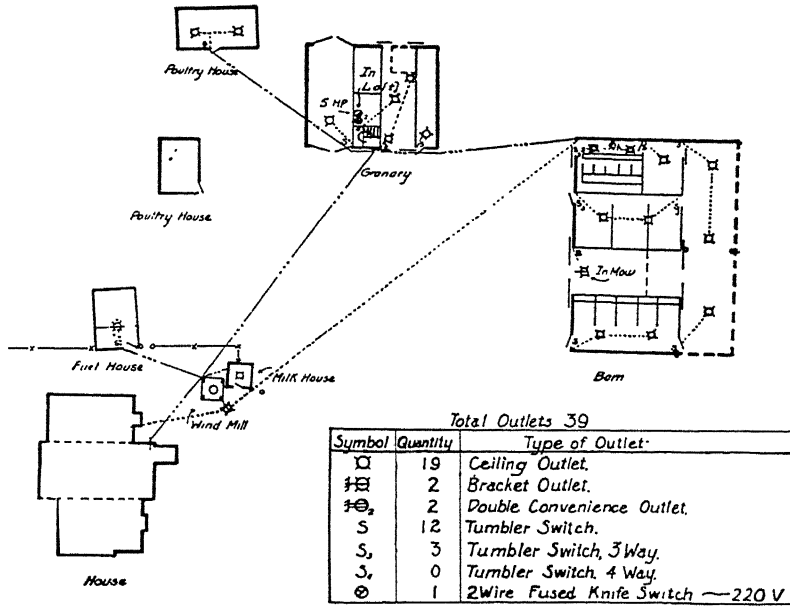 Poultry House
In
Loft
5 HP
Granary
Poultry House
In Mow
Barn
Fuel House
Milk House
Wind Mill
House
Total Outlets 39
Symbol Quantity Type of Outlet
19 Ceiling Outlet.
2 Bracket Outlet.
2 2 Double Convenience Outlet.
S 12 Tumbler Switch.
S3 3 Tumbler Switch, 3 Way.
S4 0 Tumbler Switch. 4 Way.
1 2 Wire Fused Knife Switch — 220 V